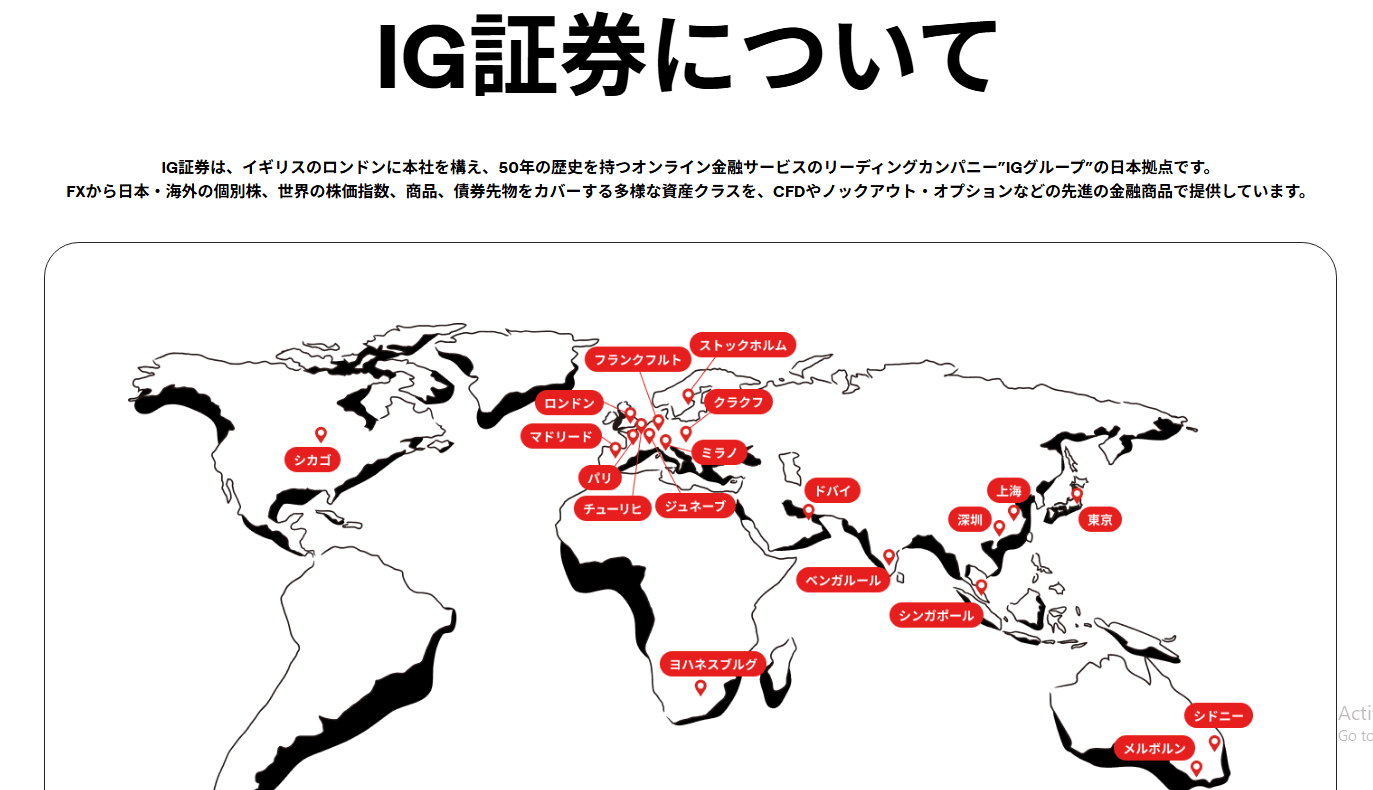 IG証券について
IG証券は、イギリスのロンドンに本社を構え、50年の歴史を持つオンライン金融サービスのリーディングカンパニー”IGグループ”の日本拠点です。
FXから日本・海外の個別株、世界の株価指数、商品、債券先物をカバーする多様な資産クラスを、CFDやノックアウト・オプションなどの先進の金融商品で提供しています。
ストックホルム
フランクフルト
ロンドン
クラクフ
マドリード
ミラノ
シカゴ
パリ
チューリヒ
ジュネーブ
ドバイ
上海
深圳
東京
ベンガルール
シンガポール
ヨハネスブルグ
シドニー
メルボルン
Acti
Go to